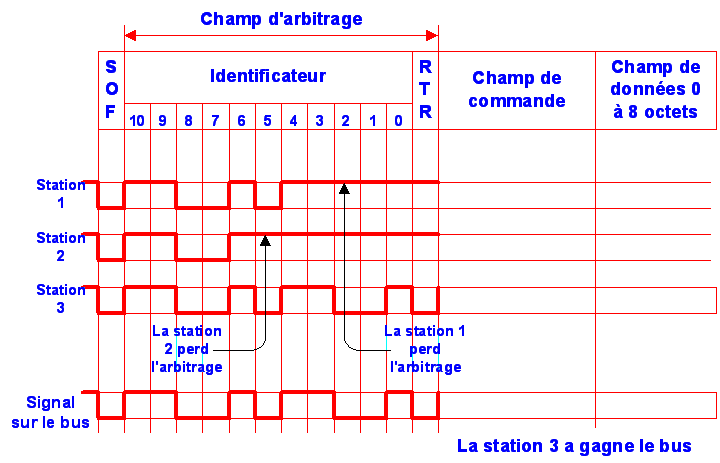 Champ d'arbitrage
S
O
F
Identificateur
R
T
R
Champ de
commande
Champ de
données 0
à 8 octets
10 9 8 7 6 5 4 3 2 1 0
Station
1
Station
2
Station
3
La station
2 perd
l'arbitrage
La station 1
perd
l'arbitrage
Signal
sur le bus
La station 3 a gagne le bus